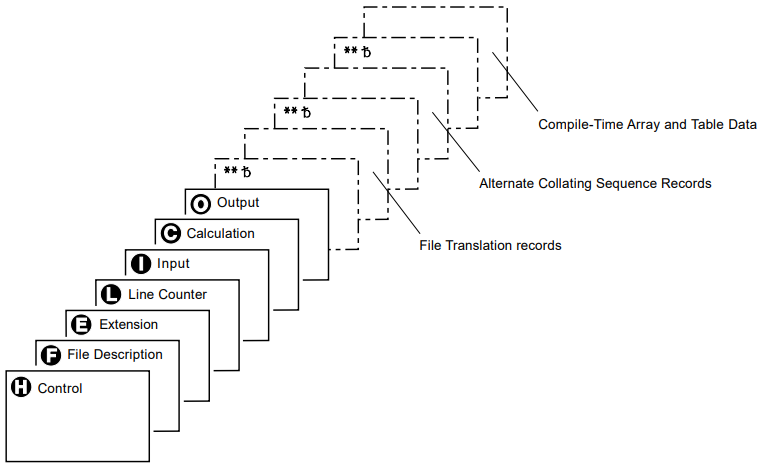 ** ƀ
Compile-Time Array and Table Data
** ƀ
Alternate Collating Sequence Records
** ƀ
File Translation records
O Output
C Calculation
I Input
L Line Counter
E Extension
F File Description
H Control